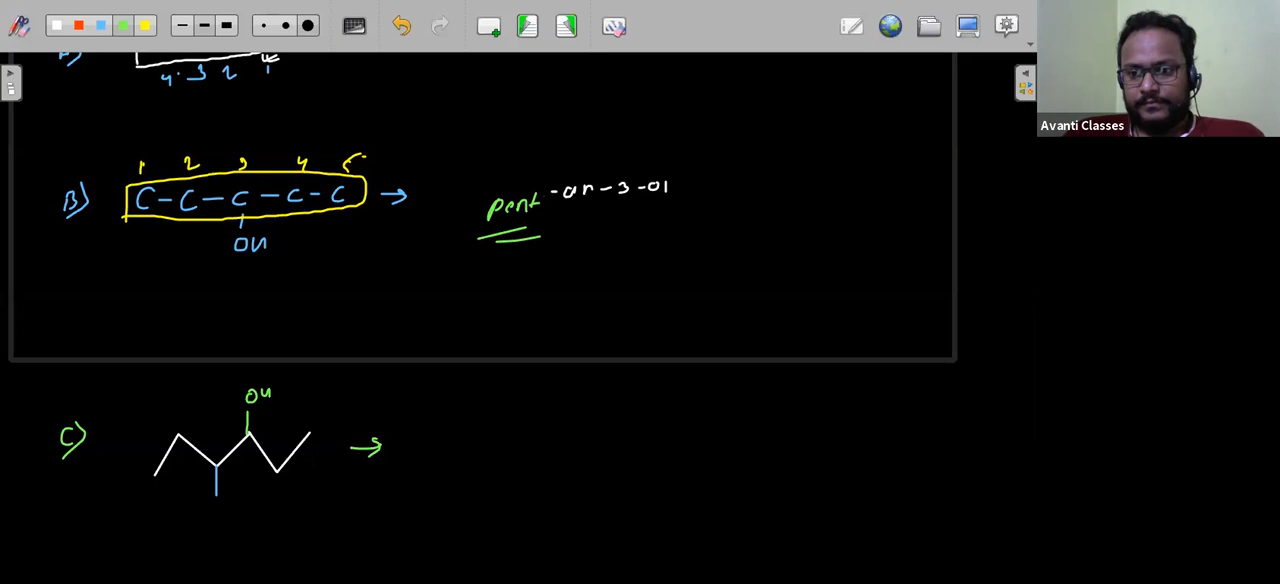 4 3 2 1
Avanti Classes
1 2 3 4 5
B) C - C - C - C - C → pent -an-3-ol
OH
OH
C) →